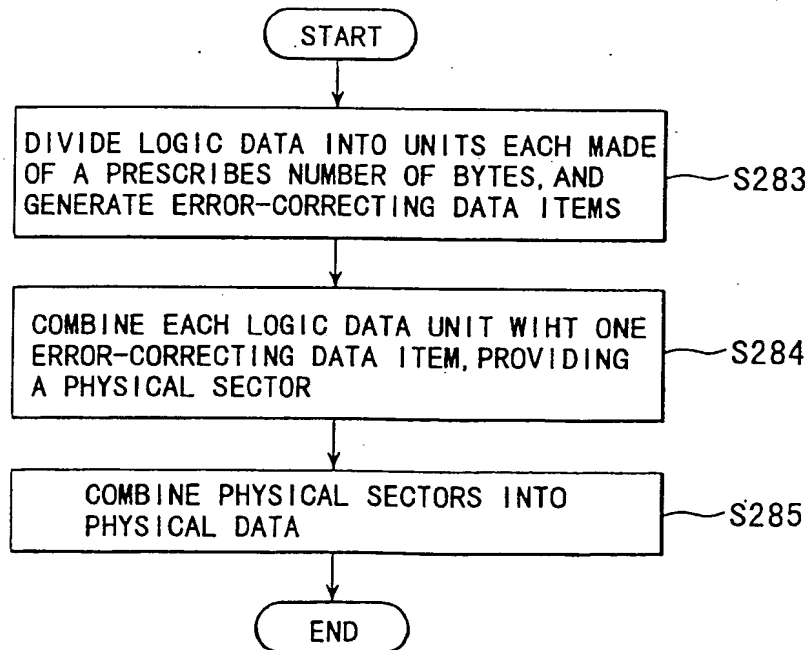 START
DIVIDE LOGIC DATA INTO UNITS EACH MADE
OF A PRESCRIBES NUMBER OF BYTES, AND
GENERATE ERROR-CORRECTING DATA ITEMS
S283
COMBINE EACH LOGIC DATA UNIT WIHT ONE
ERROR-CORRECTING DATA ITEM, PROVIDING
A PHYSICAL SECTOR
S284
COMBINE PHYSICAL SECTORS INTO
PHYSICAL DATA
S285
END